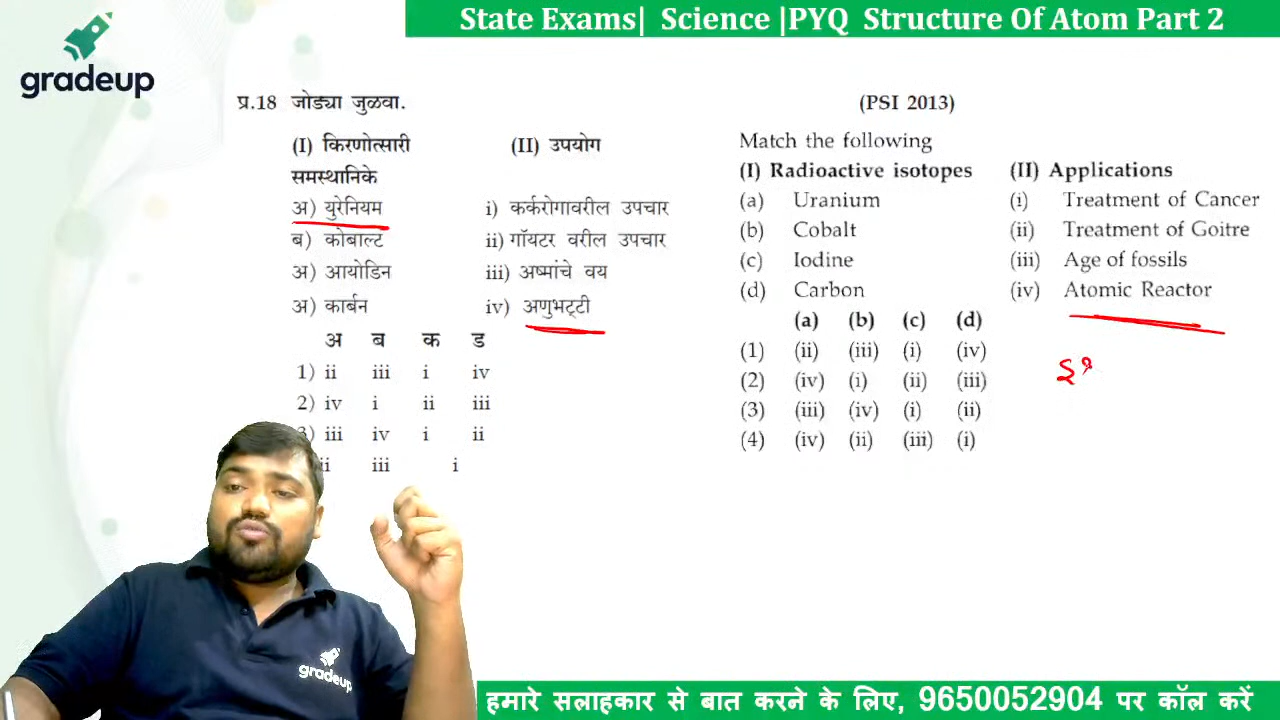 State Exams| Science |PYQ Structure Of Atom Part 2
gradeup
प्र.18 जोड्या जुळवा.
(I) किरणोत्सारी (II) उपयोग
समस्थानिके
अ) युरेनियम i) कर्करोगावरील उपचार
ब) कोबाल्ट ii) गॉयटर वरील उपचार
अ) आयोडिन iii) अष्मांचे वय
अ) कार्बन iv) अणुभट्टी
अ ब क ड
1) ii iii i iv
2) iv i ii iii
3) iii iv i ii
ii iii i
(PSI 2013)
Match the following
(I) Radioactive isotopes (II) Applications
(a) Uranium (i) Treatment of Cancer
(b) Cobalt (ii) Treatment of Goitre
(c) Iodine (iii) Age of fossils
(d) Carbon (iv) Atomic Reactor
(a) (b) (c) (d)
(1) (ii) (iii) (i) (iv)
(2) (iv) (i) (ii) (iii)
(3) (iii) (iv) (i) (ii)
(4) (iv) (ii) (iii) (i)
gradeup
हमारे सलाहकार से बात करने के लिए, 9650052904 पर कॉल करें